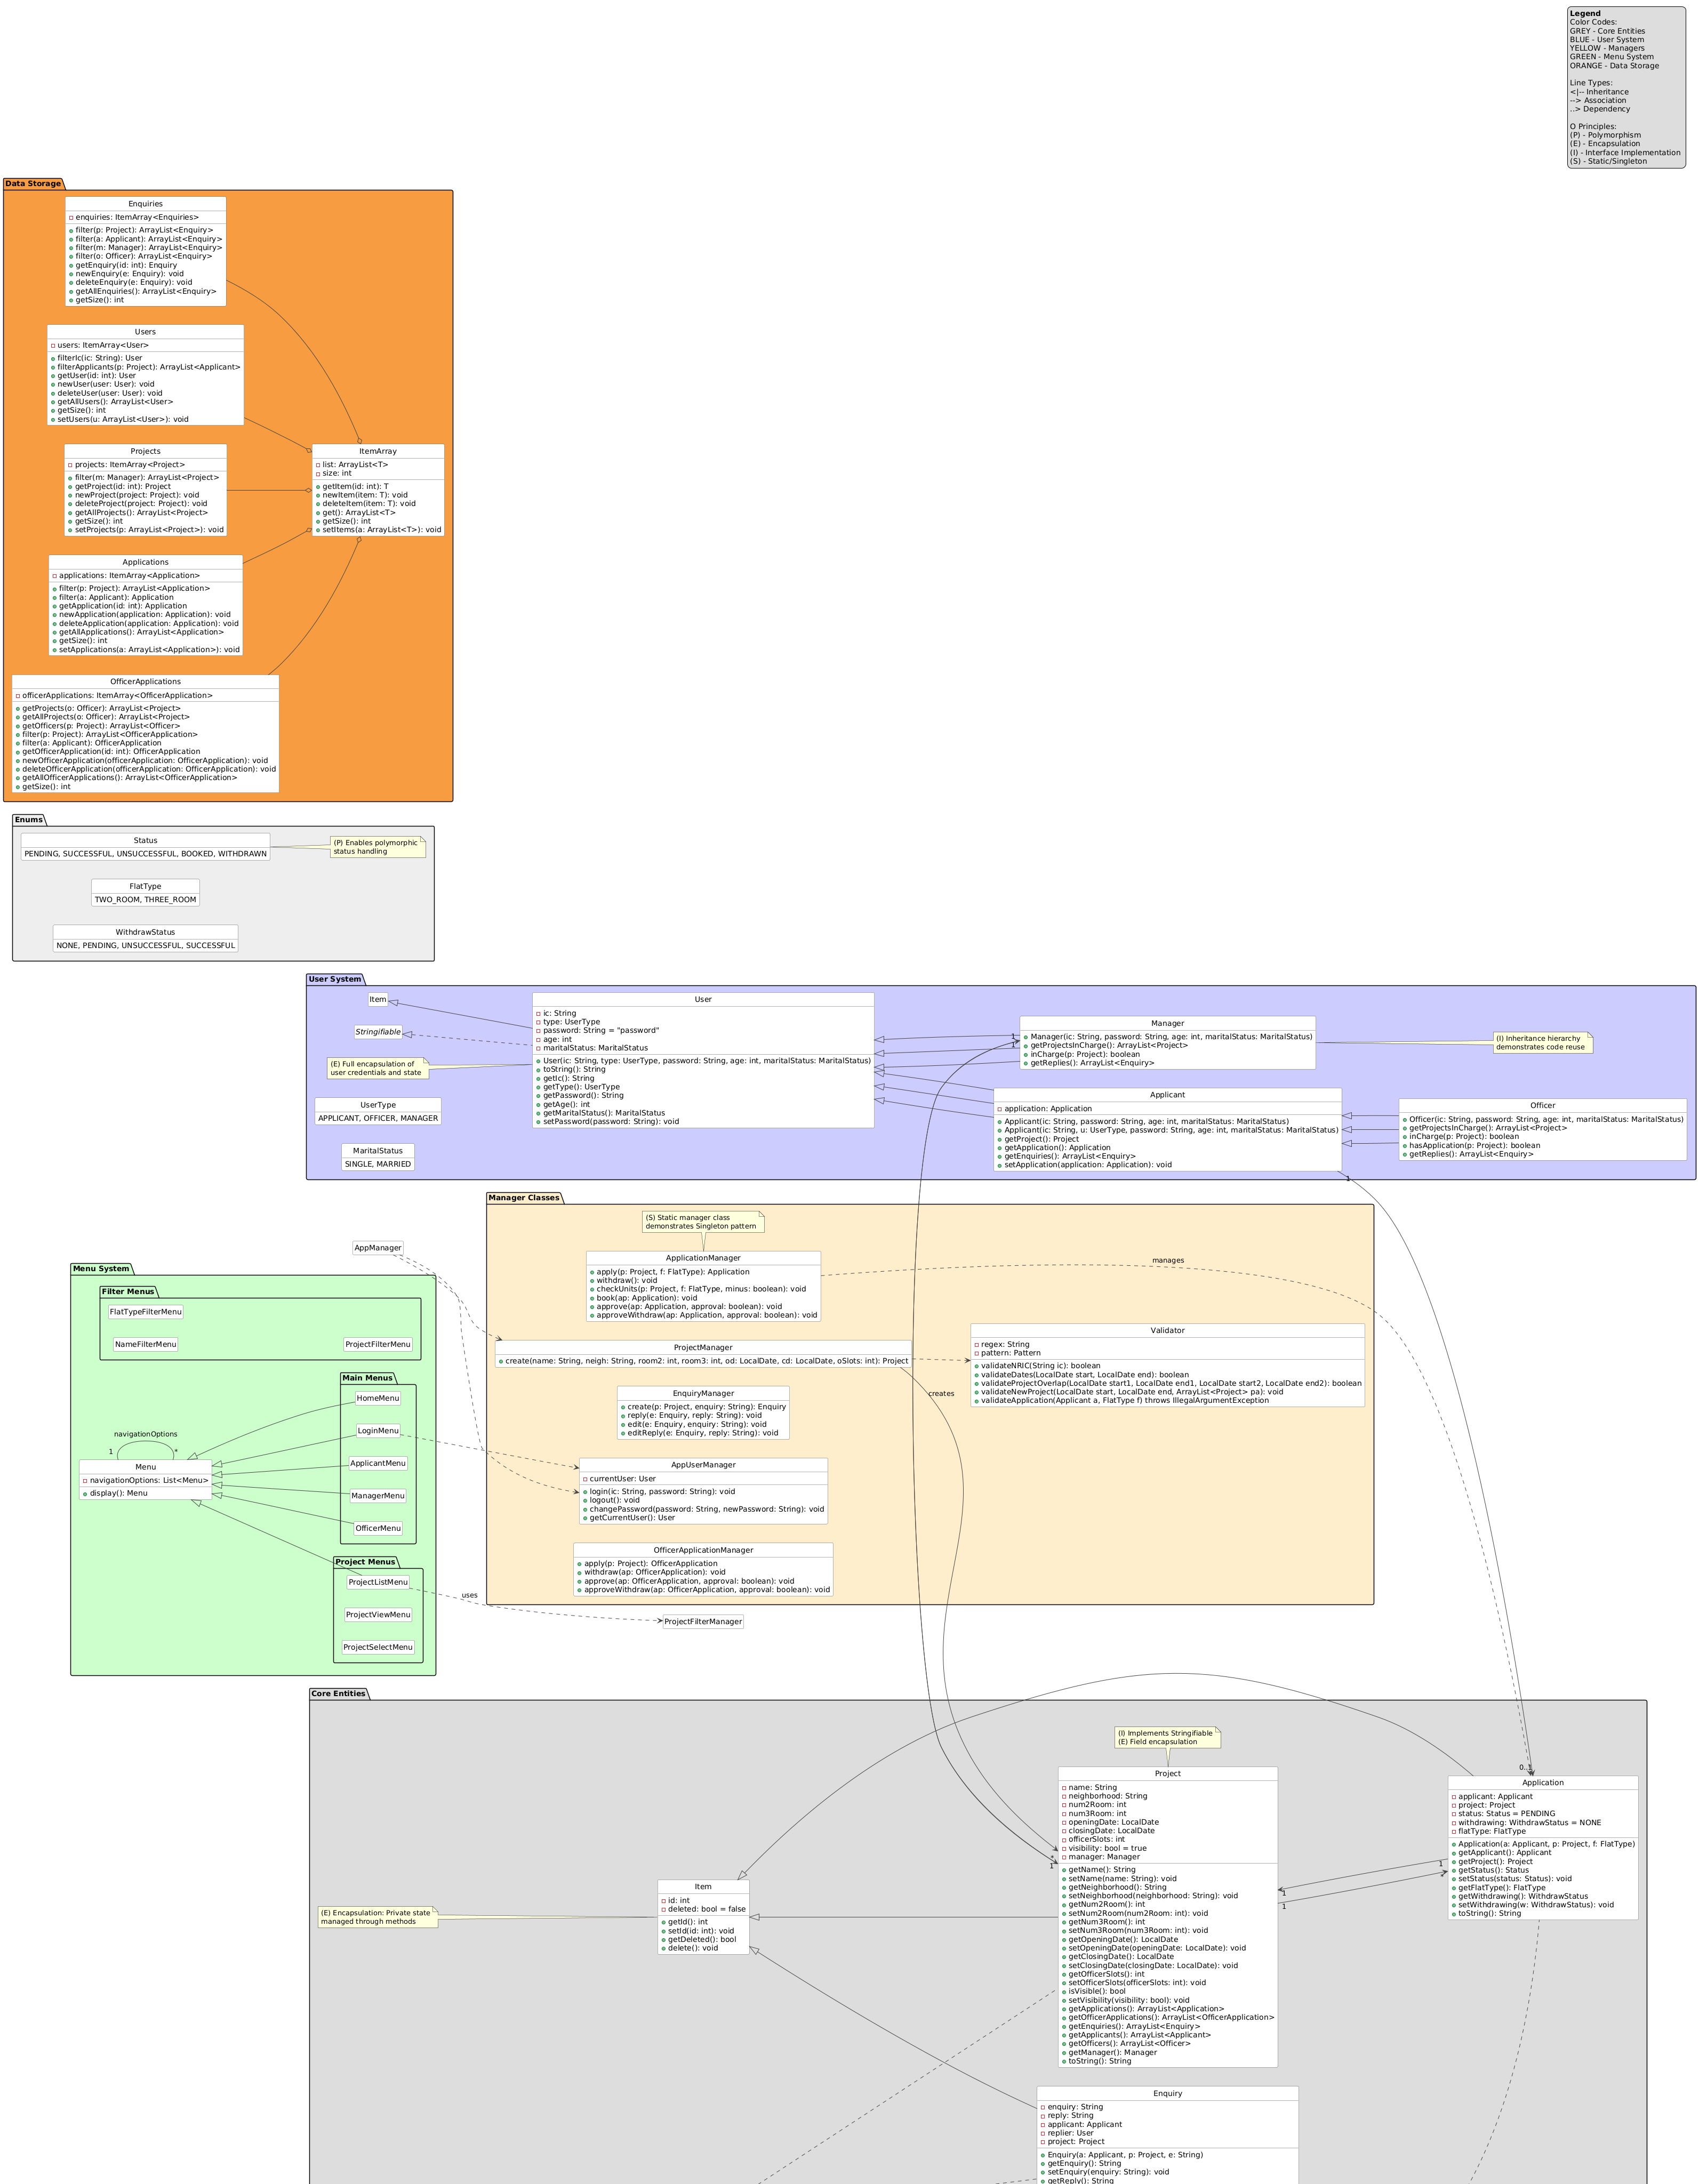 Legend
Color Codes:
GREY - Core Entities
BLUE - User System
YELLOW - Managers
GREEN - Menu System
ORANGE - Data Storage
Line Types:
<|-- Inheritance
--> Association
..> Dependency
O Principles:
(P) - Polymorphism
(E) - Encapsulation
(I) - Interface Implementation
(S) - Static/Singleton
Data Storage
Enquiries
enquiries: ItemArray<Enquiries>
filter(p: Project): ArrayList<Enquiry>
filter(a: Applicant): ArrayList<Enquiry>
filter(m: Manager): ArrayList<Enquiry>
filter(o: Officer): ArrayList<Enquiry>
getEnquiry(id: int): Enquiry
newEnquiry(e: Enquiry): void
deleteEnquiry(e: Enquiry): void
getAllEnquiries(): ArrayList<Enquiry>
getSize(): int
Users
users: ItemArray<User>
filterIc(ic: String): User
filterApplicants(p: Project): ArrayList<Applicant>
getUser(id: int): User
newUser(user: User): void
deleteUser(user: User): void
getAllUsers(): ArrayList<User>
getSize(): int
setUsers(u: ArrayList<User>): void
Projects
projects: ItemArray<Project>
filter(m: Manager): ArrayList<Project>
getProject(id: int): Project
newProject(project: Project): void
deleteProject(project: Project): void
getAllProjects(): ArrayList<Project>
getSize(): int
setProjects(p: ArrayList<Project>): void
ItemArray
list: ArrayList<T>
size: int
getItem(id: int): T
newItem(item: T): void
deleteItem(item: T): void
get(): ArrayList<T>
getSize(): int
setItems(a: ArrayList<T>): void
Applications
applications: ItemArray<Application>
filter(p: Project): ArrayList<Application>
filter(a: Applicant): Application
getApplication(id: int): Application
newApplication(application: Application): void
deleteApplication(application: Application): void
getAllApplications(): ArrayList<Application>
getSize(): int
setApplications(a: ArrayList<Application>): void
OfficerApplications
officerApplications: ItemArray<OfficerApplication>
getProjects(o: Officer): ArrayList<Project>
getAllProjects(o: Officer): ArrayList<Project>
getOfficers(p: Project): ArrayList<Officer>
filter(p: Project): ArrayList<OfficerApplication>
filter(a: Applicant): OfficerApplication
getOfficerApplication(id: int): OfficerApplication
newOfficerApplication(officerApplication: OfficerApplication): void
deleteOfficerApplication(officerApplication: OfficerApplication): void
getAllOfficerApplications(): ArrayList<OfficerApplication>
getSize(): int
Enums
Status
PENDING, SUCCESSFUL, UNSUCCESSFUL, BOOKED, WITHDRAWN
(P) Enables polymorphic
status handling
FlatType
TWO_ROOM, THREE_ROOM
WithdrawStatus
NONE, PENDING, UNSUCCESSFUL, SUCCESSFUL
User System
Item
Stringifiable
(E) Full encapsulation of
user credentials and state
UserType
APPLICANT, OFFICER, MANAGER
MaritalStatus
SINGLE, MARRIED
User
ic: String
type: UserType
password: String = "password"
age: int
maritalStatus: MaritalStatus
User(ic: String, type: UserType, password: String, age: int, maritalStatus: MaritalStatus)
toString(): String
getIc(): String
getType(): UserType
getPassword(): String
getAge(): int
getMaritalStatus(): MaritalStatus
setPassword(password: String): void
Manager
Manager(ic: String, password: String, age: int, maritalStatus: MaritalStatus)
getProjectsInCharge(): ArrayList<Project>
inCharge(p: Project): boolean
getReplies(): ArrayList<Enquiry>
1
1
(I) Inheritance hierarchy
demonstrates code reuse
Applicant
application: Application
Applicant(ic: String, password: String, age: int, maritalStatus: MaritalStatus)
Applicant(ic: String, u: UserType, password: String, age: int, maritalStatus: MaritalStatus)
getProject(): Project
getApplication(): Application
getEnquiries(): ArrayList<Enquiry>
setApplication(application: Application): void
1
Officer
Officer(ic: String, password: String, age: int, maritalStatus: MaritalStatus)
getProjectsInCharge(): ArrayList<Project>
inCharge(p: Project): boolean
hasApplication(p: Project): boolean
getReplies(): ArrayList<Enquiry>
Manager Classes
(S) Static manager class
demonstrates Singleton pattern
ApplicationManager
apply(p: Project, f: FlatType): Application
withdraw(): void
checkUnits(p: Project, f: FlatType, minus: boolean): void
book(ap: Application): void
approve(ap: Application, approval: boolean): void
approveWithdraw(ap: Application, approval: boolean): void
manages
ProjectManager
create(name: String, neigh: String, room2: int, room3: int, od: LocalDate, cd: LocalDate, oSlots: int): Project
Validator
regex: String
pattern: Pattern
validateNRIC(String ic): boolean
validateDates(LocalDate start, LocalDate end): boolean
validateProjectOverlap(LocalDate start1, LocalDate end1, LocalDate start2, LocalDate end2): boolean
validateNewProject(LocalDate start, LocalDate end, ArrayList<Project> pa): void
validateApplication(Applicant a, FlatType f) throws IllegalArgumentException
creates
EnquiryManager
create(p: Project, enquiry: String): Enquiry
reply(e: Enquiry, reply: String): void
edit(e: Enquiry, enquiry: String): void
editReply(e: Enquiry, reply: String): void
AppUserManager
currentUser: User
login(ic: String, password: String): void
logout(): void
changePassword(password: String, newPassword: String): void
getCurrentUser(): User
OfficerApplicationManager
apply(p: Project): OfficerApplication
withdraw(ap: OfficerApplication): void
approve(ap: OfficerApplication, approval: boolean): void
approveWithdraw(ap: OfficerApplication, approval: boolean): void
ProjectFilterManager
AppManager
Menu System
Filter Menus
FlatTypeFilterMenu
NameFilterMenu
ProjectFilterMenu
Main Menus
HomeMenu
LoginMenu
ApplicantMenu
ManagerMenu
OfficerMenu
navigationOptions
1
*
Menu
navigationOptions: List<Menu>
display(): Menu
Project Menus
ProjectListMenu
uses
ProjectViewMenu
ProjectSelectMenu
Core Entities
(I) Implements Stringifiable
(E) Field encapsulation
Project
name: String
neighborhood: String
num2Room: int
num3Room: int
openingDate: LocalDate
closingDate: LocalDate
officerSlots: int
visibility: bool = true
manager: Manager
getName(): String
setName(name: String): void
getNeighborhood(): String
setNeighborhood(neighborhood: String): void
getNum2Room(): int
setNum2Room(num2Room: int): void
getNum3Room(): int
setNum3Room(num3Room: int): void
getOpeningDate(): LocalDate
setOpeningDate(openingDate: LocalDate): void
getClosingDate(): LocalDate
setClosingDate(closingDate: LocalDate): void
getOfficerSlots(): int
setOfficerSlots(officerSlots: int): void
isVisible(): bool
setVisibility(visibility: bool): void
getApplications(): ArrayList<Application>
getOfficerApplications(): ArrayList<OfficerApplication>
getEnquiries(): ArrayList<Enquiry>
getApplicants(): ArrayList<Applicant>
getOfficers(): ArrayList<Officer>
getManager(): Manager
toString(): String
*
1
0..1
Application
applicant: Applicant
project: Project
status: Status = PENDING
withdrawing: WithdrawStatus = NONE
flatType: FlatType
Application(a: Applicant, p: Project, f: FlatType)
getApplicant(): Applicant
getProject(): Project
getStatus(): Status
setStatus(status: Status): void
getFlatType(): FlatType
getWithdrawing(): WithdrawStatus
setWithdrawing(w: WithdrawStatus): void
toString(): String
1
*
1
1
Item
id: int
deleted: bool = false
getId(): int
setId(id: int): void
getDeleted(): bool
delete(): void
(E) Encapsulation: Private state
managed through methods
Enquiry
enquiry: String
reply: String
applicant: Applicant
replier: User
project: Project
Enquiry(a: Applicant, p: Project, e: String)
getEnquiry(): String
setEnquiry(enquiry: String): void
getReply(): String